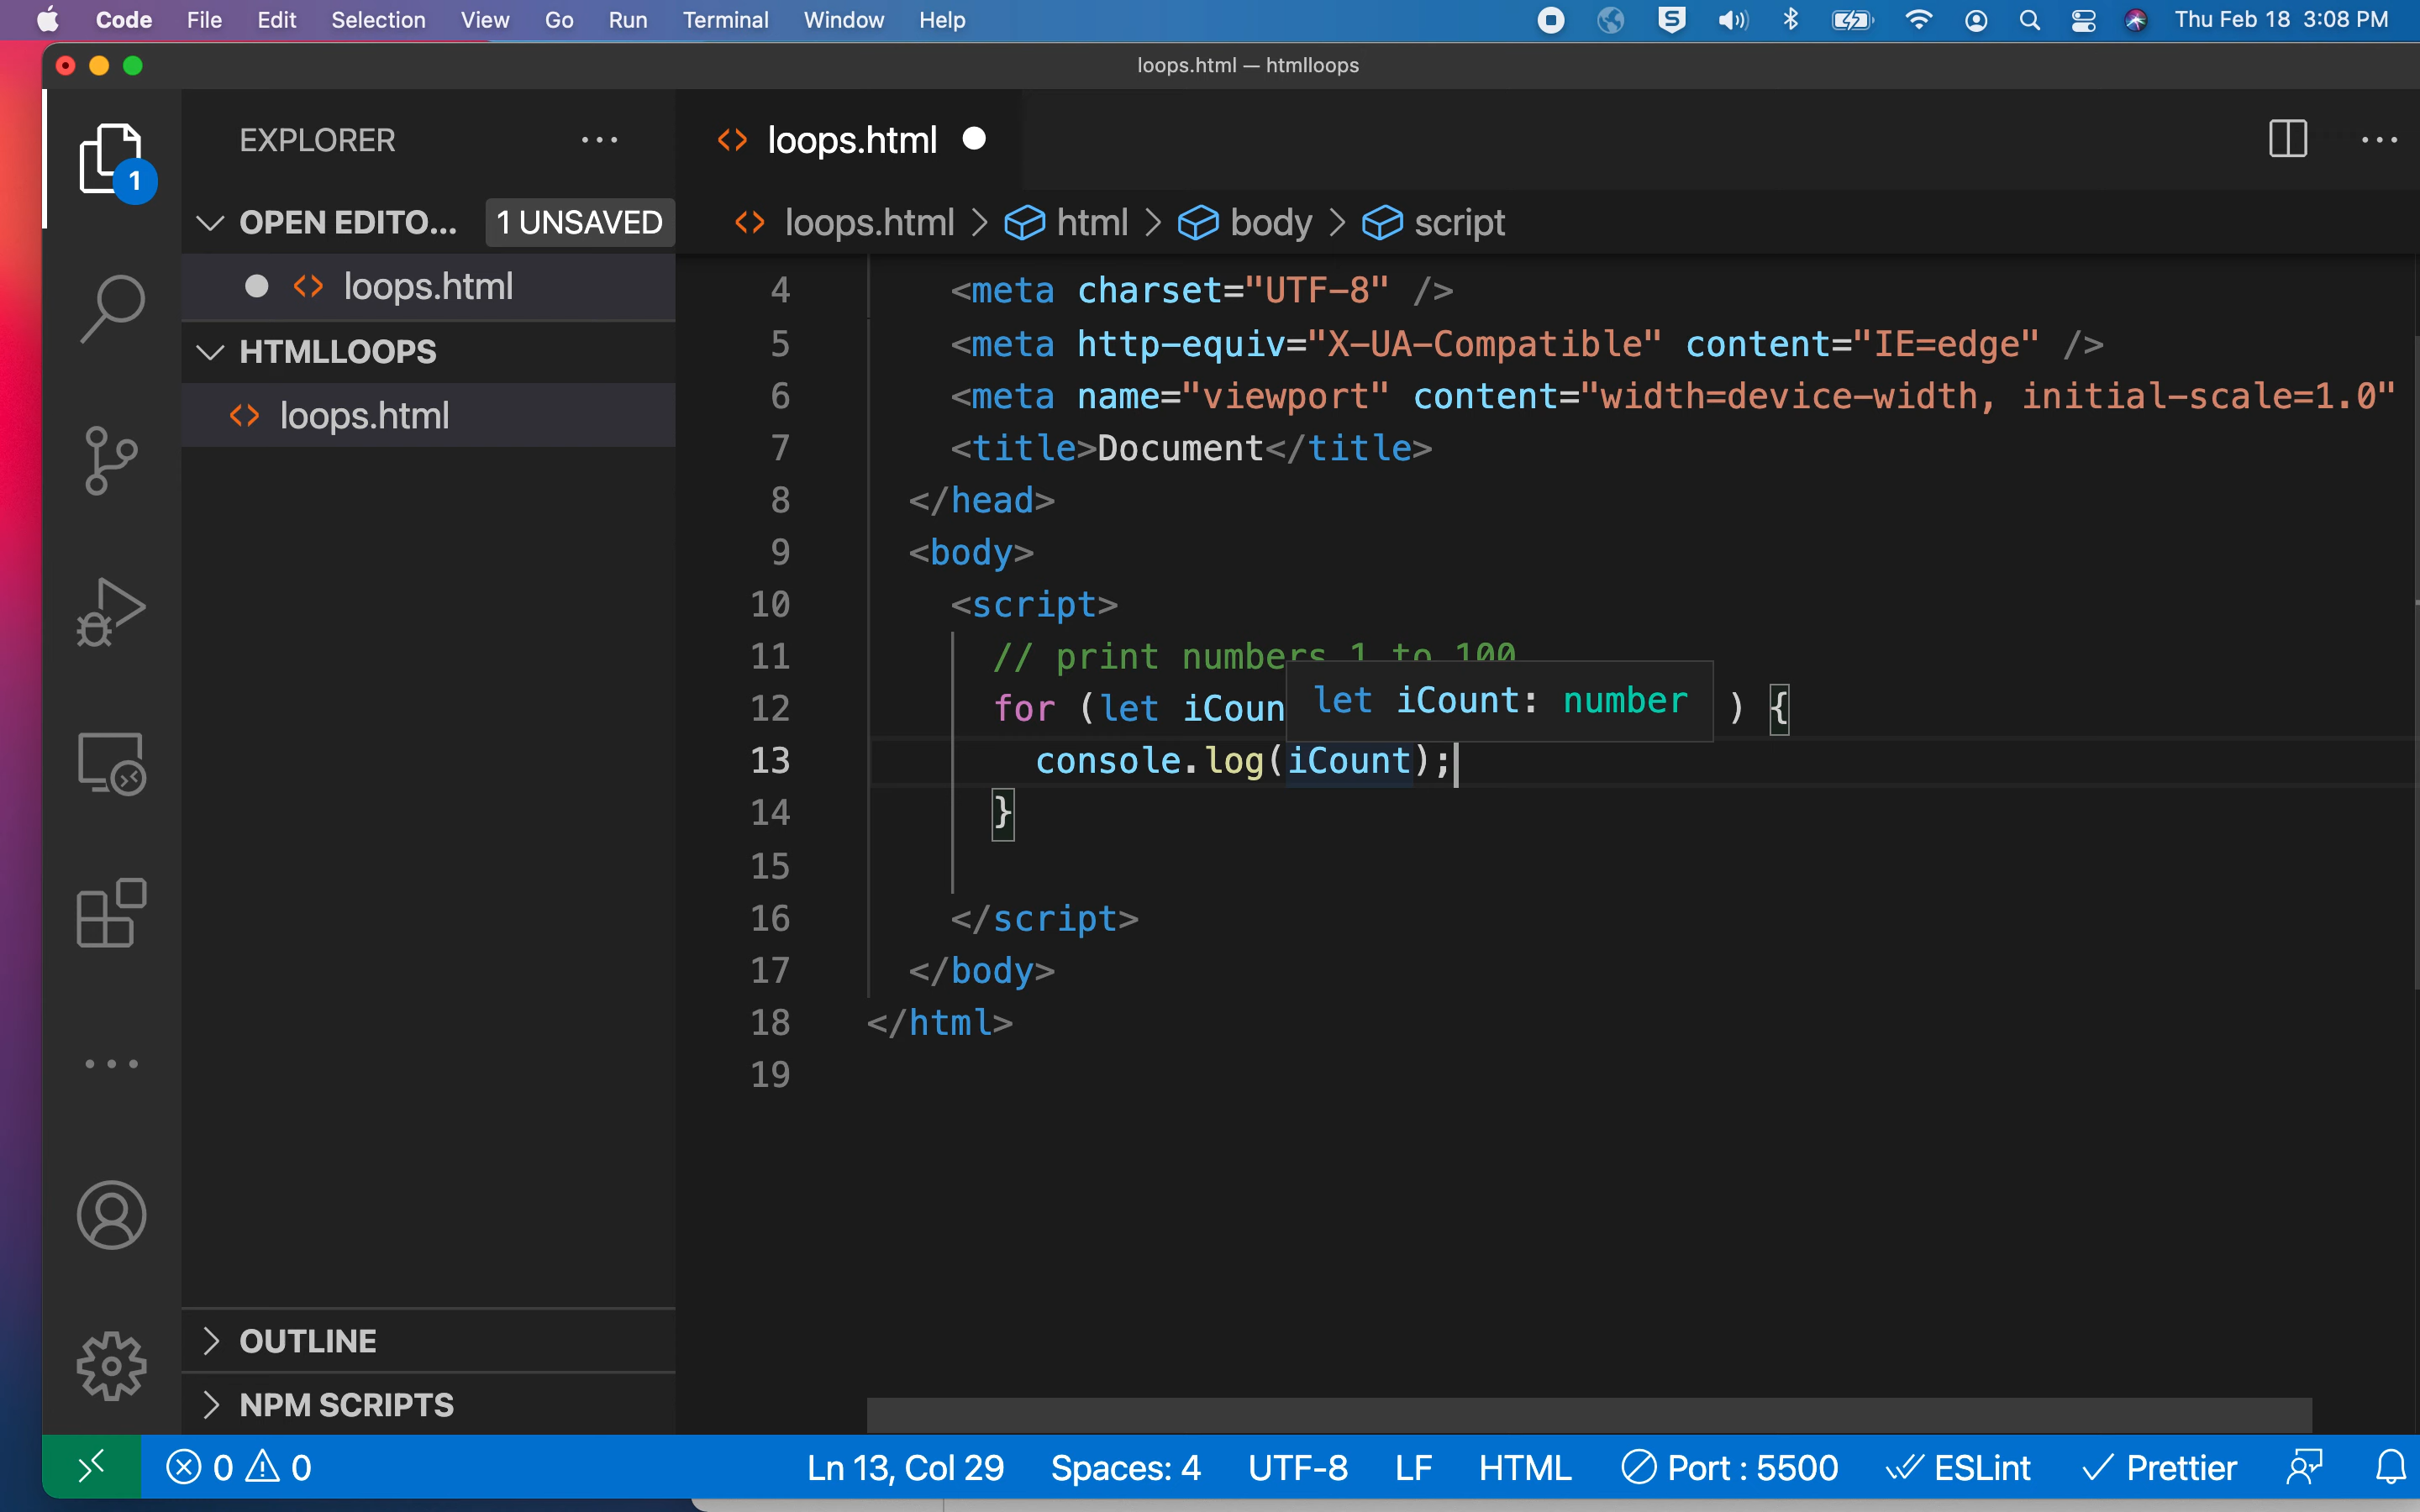 Code File Edit Selection View Go Run Terminal Window Help S Thu Feb 18 3:08 PM
loops.html — htmlloops
EXPLORER
1
OPEN EDITO... 1 UNSAVED
loops.html
HTMLLOOPS
loops.html
OUTLINE
NPM SCRIPTS
loops.html
loops.html > html > body > script
4 <meta charset="UTF-8" />
5 <meta http-equiv="X-UA-Compatible" content="IE=edge" />
6 <meta name="viewport" content="width=device-width, initial-scale=1.0"
7 <title>Document</title>
8 </head>
9 <body>
10 <script>
11 // print numbers 1 to 100
let iCount: number
12 for (let iCoun ) {
13 console.log(iCount);
14 }
15
16 </script>
17 </body>
18 </html>
19
0 0 Ln 13, Col 29 Spaces: 4 UTF-8 LF HTML Port : 5500 ESLint Prettier